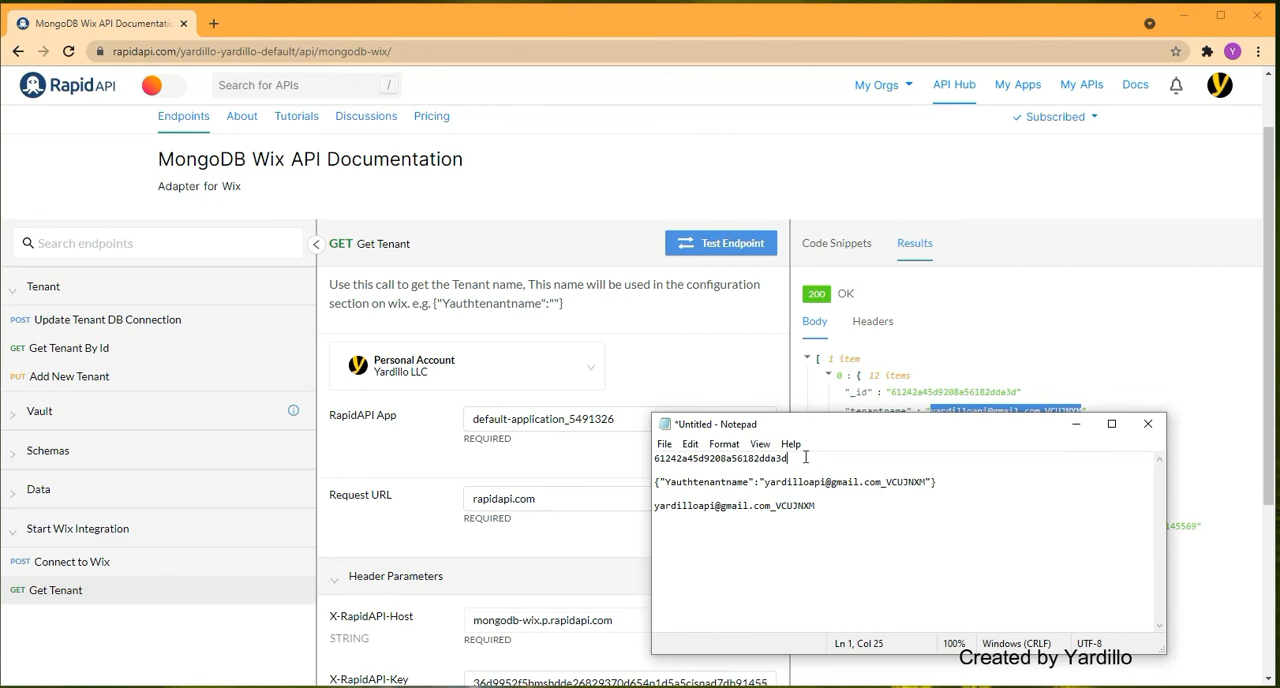 MongoDB Wix API Documentatic
rapidapi.com/yardillo-yardillo-default/api/mongodb-wix/
Y
Rapid API
Search for APIs
/
My Orgs
API Hub
My Apps
My APIs
Docs
y
Endpoints
About
Tutorials
Discussions
Pricing
Subscribed
MongoDB Wix API Documentation
Adapter for Wix
Search endpoints
GET Get Tenant
Test Endpoint
Code Snippets
Results
Tenant
POST Update Tenant DB Connection
GET Get Tenant By Id
PUT Add New Tenant
Vault
Schemas
Data
Start Wix Integration
POST Connect to Wix
GET Get Tenant
Use this call to get the Tenant name, This name will be used in the configuration
section on wix. e.g. {"Yauthtenantname":""}
Personal Account
Yardillo LLC
RapidAPI App
default-application_5491326
REQUIRED
Request URL
rapidapi.com
REQUIRED
Header Parameters
X-RapidAPI-Host
STRING
mongodb-wix.p.rapidapi.com
REQUIRED
X-RapidAPI-Key
200 OK
Body
Headers
[ 1 item
0 : { 12 items
"_id" : "61242a45d9208a56182dda3d"
"tenantname" : "yardilloapi@gmail.com_VCUJNXM"
145569"
*Untitled - Notepad
File Edit Format View Help
61242a45d9208a56182dda3d
{"Yauthtenantname":"yardilloapi@gmail.com_VCUJNXM"}
yardilloapi@gmail.com_VCUJNXM
Ln 1, Col 25
100%
Windows (CRLF)
UTF-8
Created by Yardillo